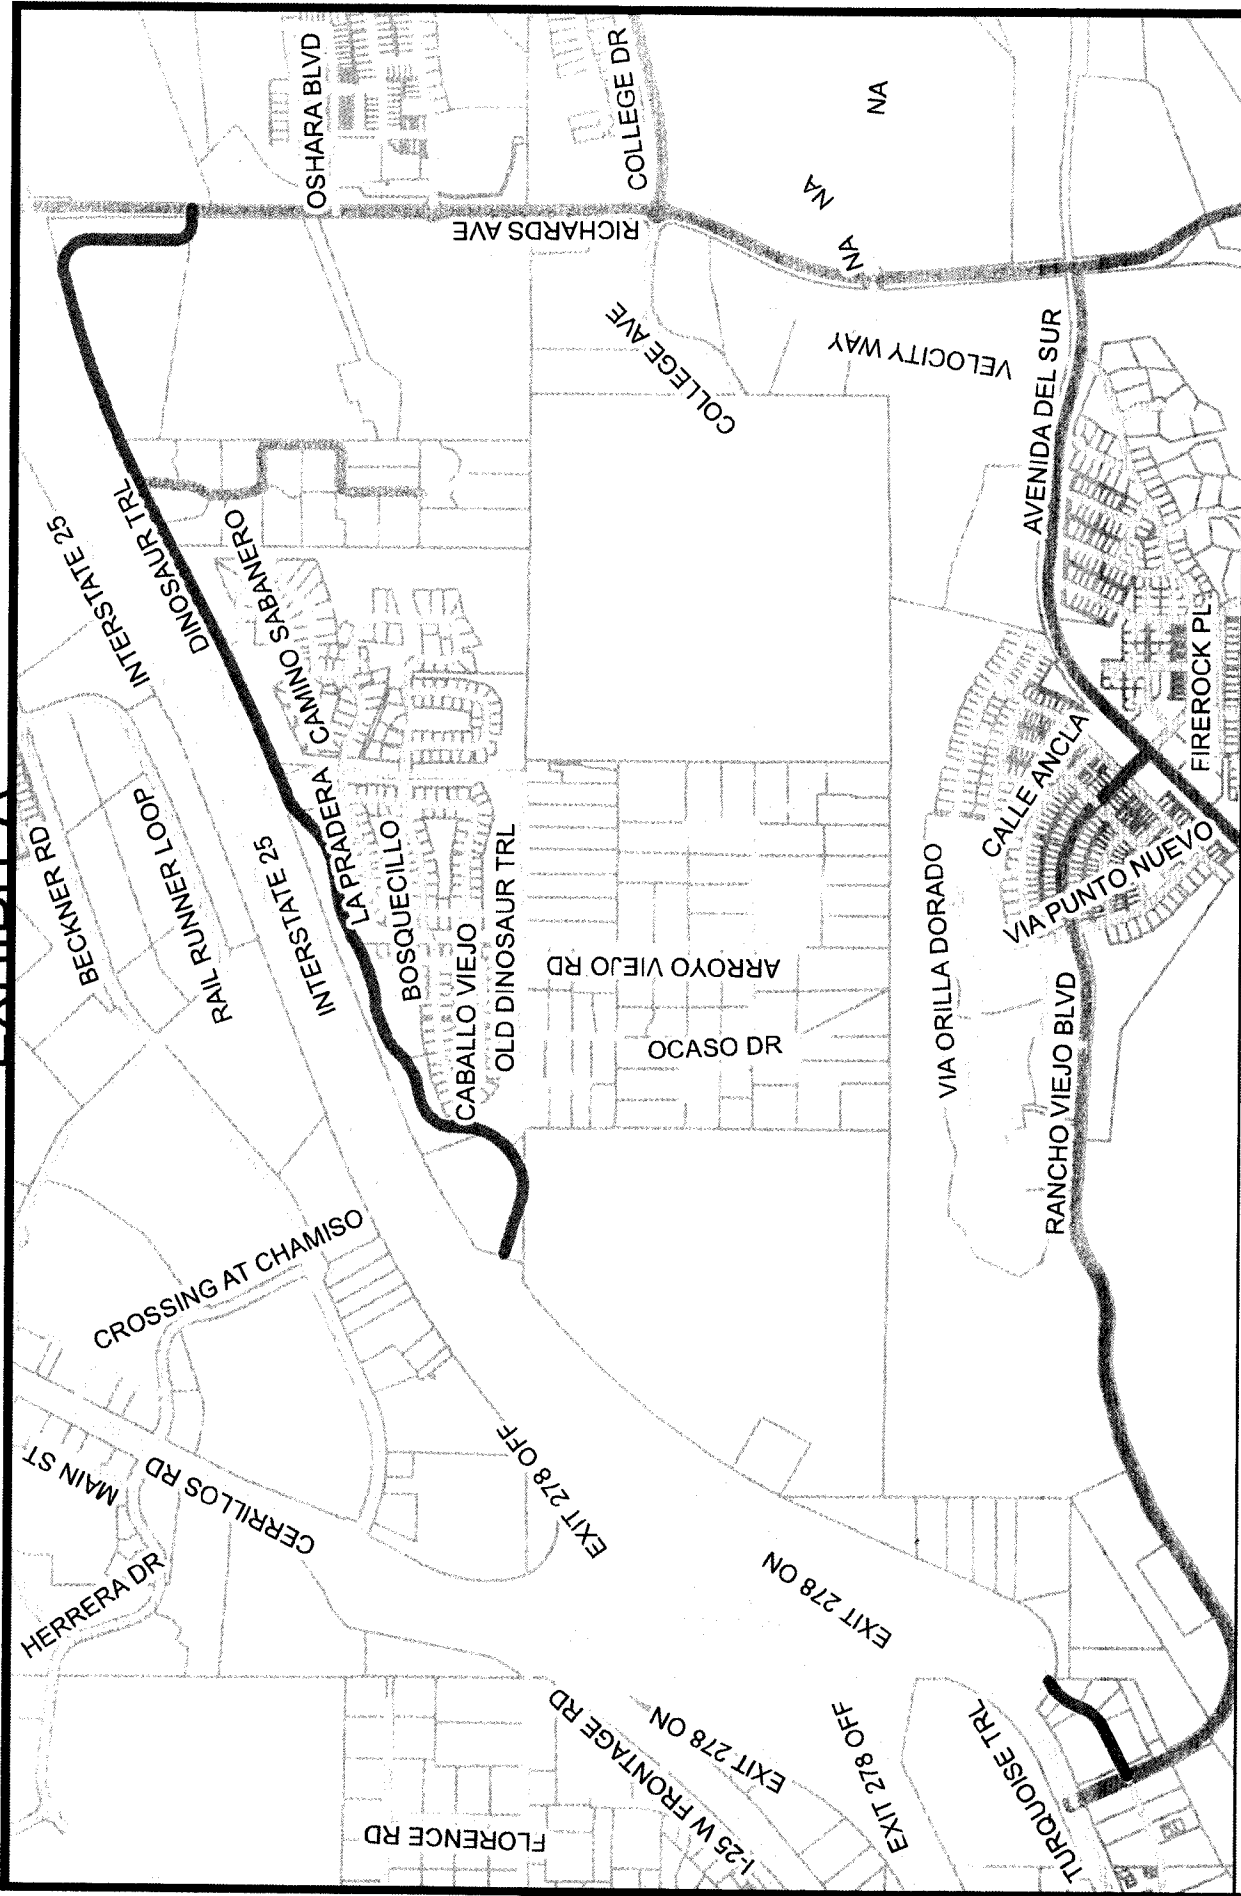 OSHARA BLVD
COLLEGE DR
NA
NA
NA
RICHARDS AVE
COLLEGE AVE
VELOCITY WAY
AVENIDA DEL SUR
INTERSTATE 25
DINOSAUR TRL
CAMINO SABANERO
FIREROCK PL
BECKNER RD
RAIL RUNNER LOOP
INTERSTATE 25
LA PRADERA
BOSQUECILLO
CABALLO VIEJO
OLD DINOSAUR TRL
CALLE ANCLA
VIA PUNTO NUEVO
ARROYO VIEJO RD
OCASO DR
VIA ORILLA DORADO
RANCHO VIEJO BLVD
CROSSING AT CHAMISO
MAIN ST
CERRILLOS RD
HERRERA DR
EXIT 278 OFF
EXIT 278 ON
I-25 W FRONTAGE RD
EXIT 278 ON
EXIT 278 OFF
FLORENCE RD
TURQUOISE TRL